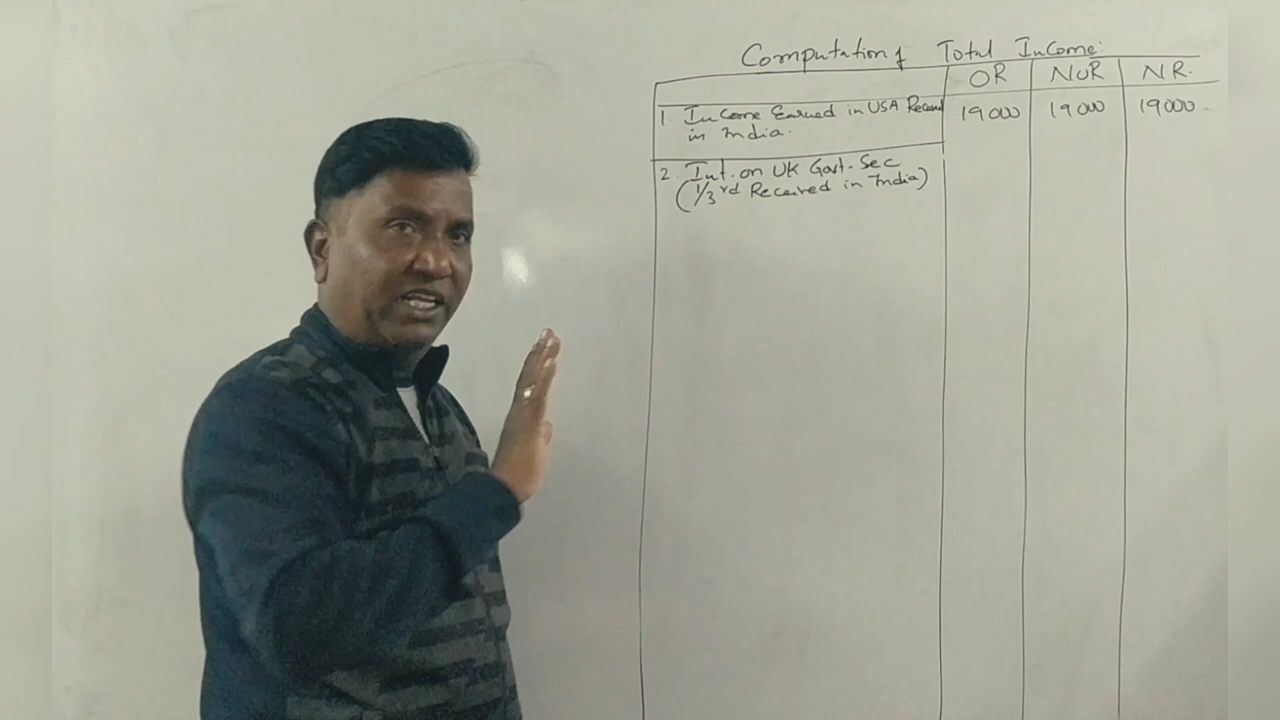 Computation of Total Income:
OR NOR NR.
1. Income Earned in USA Received 19000 19000 19000
in India.
2. Int. on UK Govt. Sec
(1/3rd Received in India)